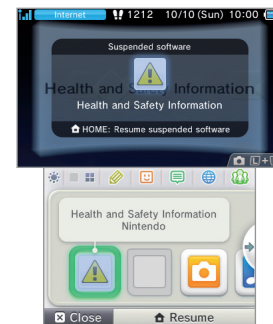 Internet 1212 10/10 (Sun) 10:00
Suspended software
Health and Safety Information
Health and Safety Information
HOME: Resume suspended software
Health and Safety Information
Nintendo
Close
Resume